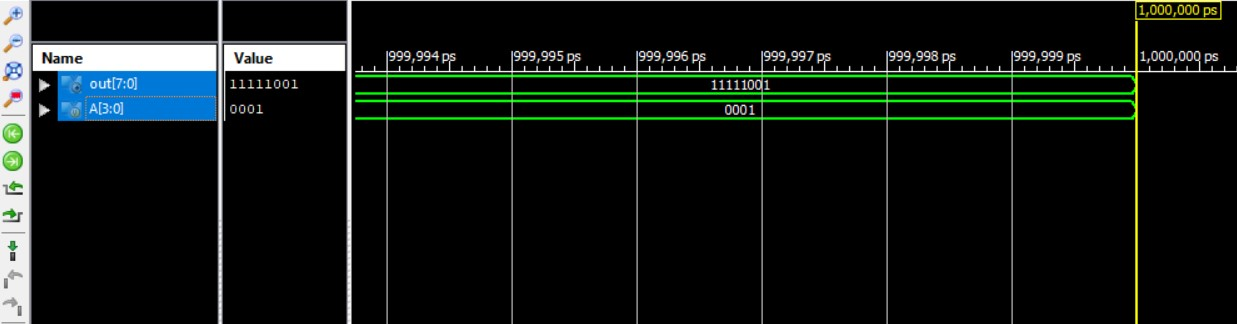 1,000,000 ps
Name Value 999,994 ps 999,995 ps 999,996 ps 999,997 ps 999,998 ps 999,999 ps 1,000,000 ps
out[7:0] 11111001 11111001
A[3:0] 0001 0001